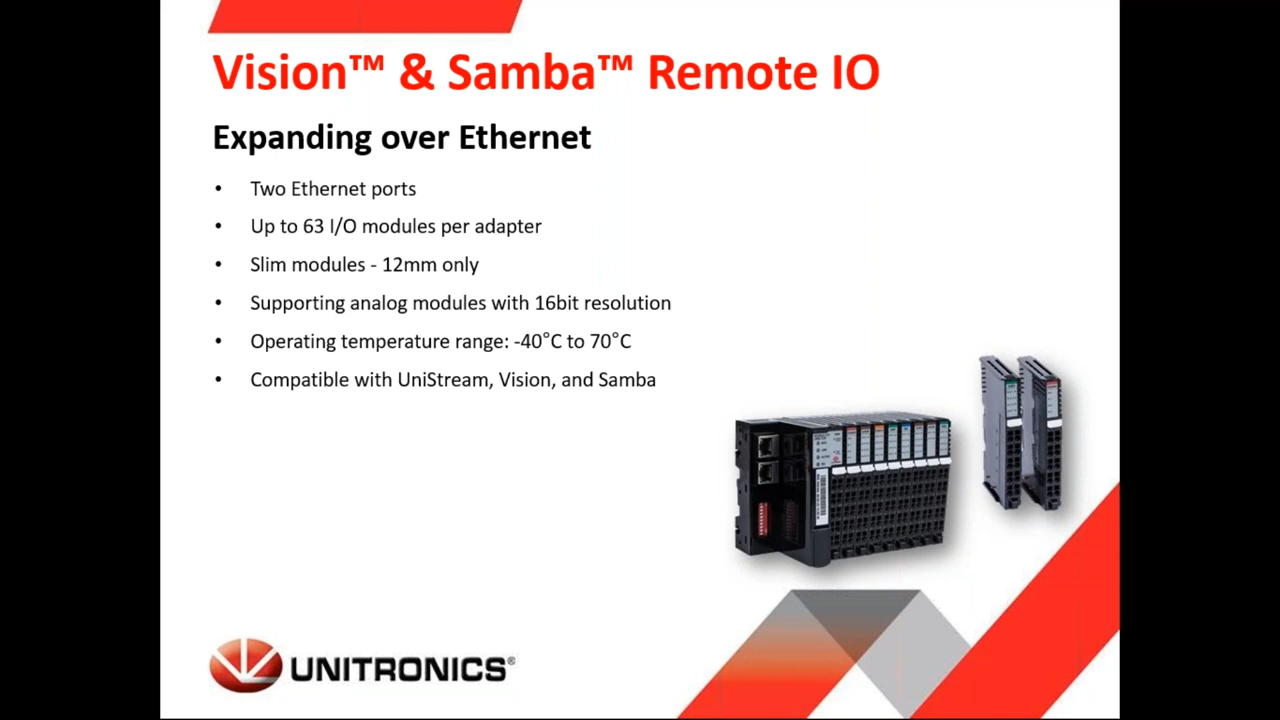 Vision™ & Samba™ Remote IO
Expanding over Ethernet
• Two Ethernet ports
• Up to 63 I/O modules per adapter
• Slim modules - 12mm only
• Supporting analog modules with 16bit resolution
• Operating temperature range: -40°C to 70°C
• Compatible with UniStream, Vision, and Samba
UNITRONICS®